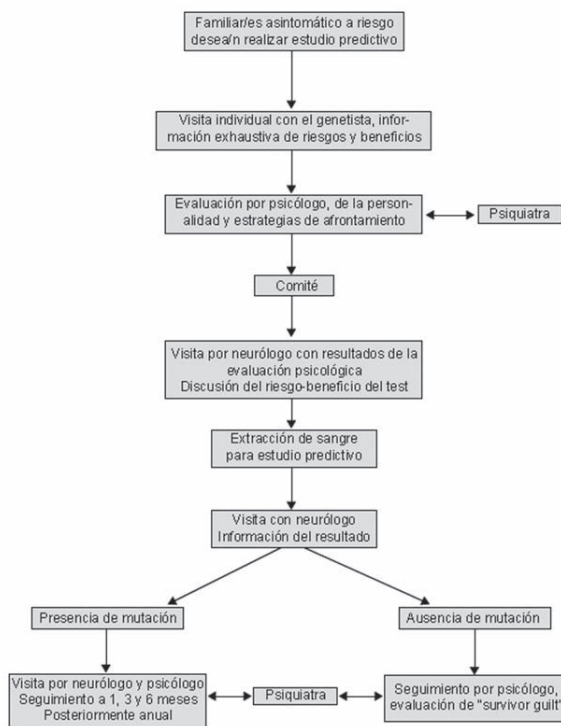 Familiar/es asintomático a riesgo
desea/n realizar estudio predictivo
Visita individual con el genetista, infor-
mación exhaustiva de riesgos y beneficios
Evaluación por psicólogo, de la person-
alidad y estrategias de afrontamiento
Psiquiatra
Comité
Visita por neurólogo con resultados de la
evaluación psicológica
Discusión del riesgo-beneficio del test
Extracción de sangre
para estudio predictivo
Visita con neurólogo
Información del resultado
Presencia de mutación
Ausencia de mutación
Visita por neurólogo y psicólogo
Seguimiento a 1, 3 y 6 meses
Posteriormente anual
Psiquiatra
Seguimiento por psicólogo,
evaluación de "survivor guilt"